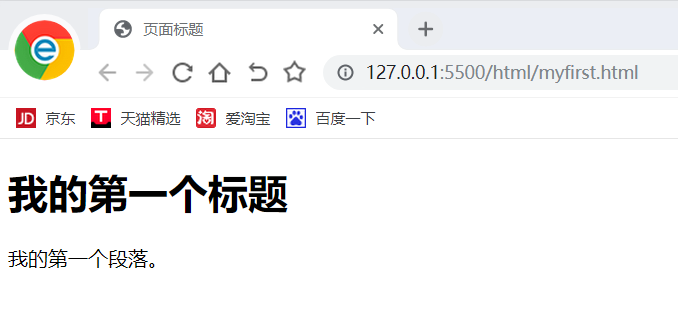 页面标题
127.0.0.1:5500/html/myfirst.html
JD 京东 T 天猫精选 淘 爱淘宝 百度一下
我的第一个标题
我的第一个段落。